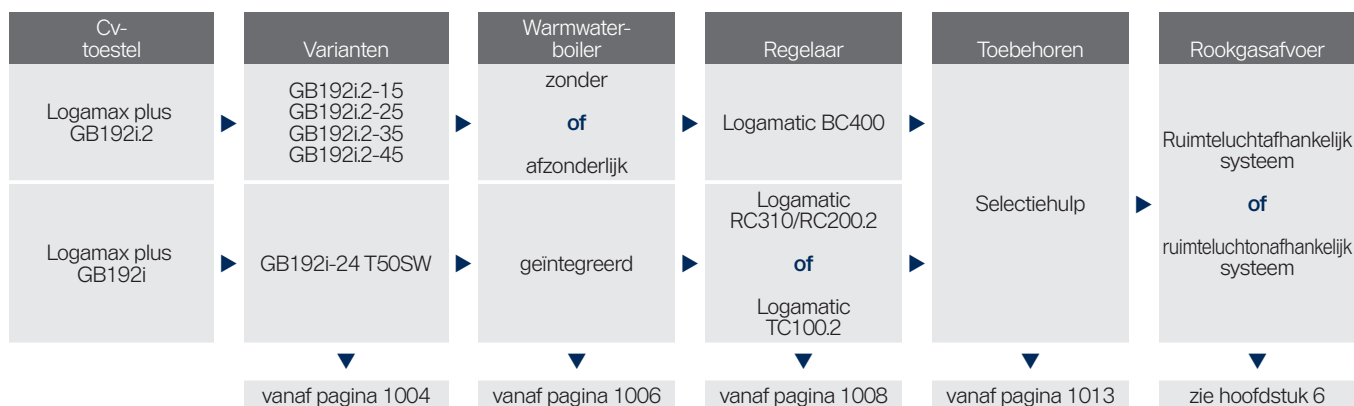 Cv-
toestel
Varianten
Warmwater-
boiler
Regelaar
Toebehoren
Rookgasafvoer
Logamax plus
GB192i.2
GB192i.2-15
GB192i.2-25
GB192i.2-35
GB192i.2-45
zonder
of
afzonderlijk
Logamatic BC400
Logamax plus
GB192i
GB192i-24 T50SW
geïntegreerd
Logamatic
RC310/RC200.2
of
Logamatic
TC100.2
Selectiehulp
Ruimteluchtafhankelijk
systeem
of
ruimteluchtonafhankelijk
systeem
vanaf pagina 1004
vanaf pagina 1006
vanaf pagina 1008
vanaf pagina 1013
zie hoofdstuk 6